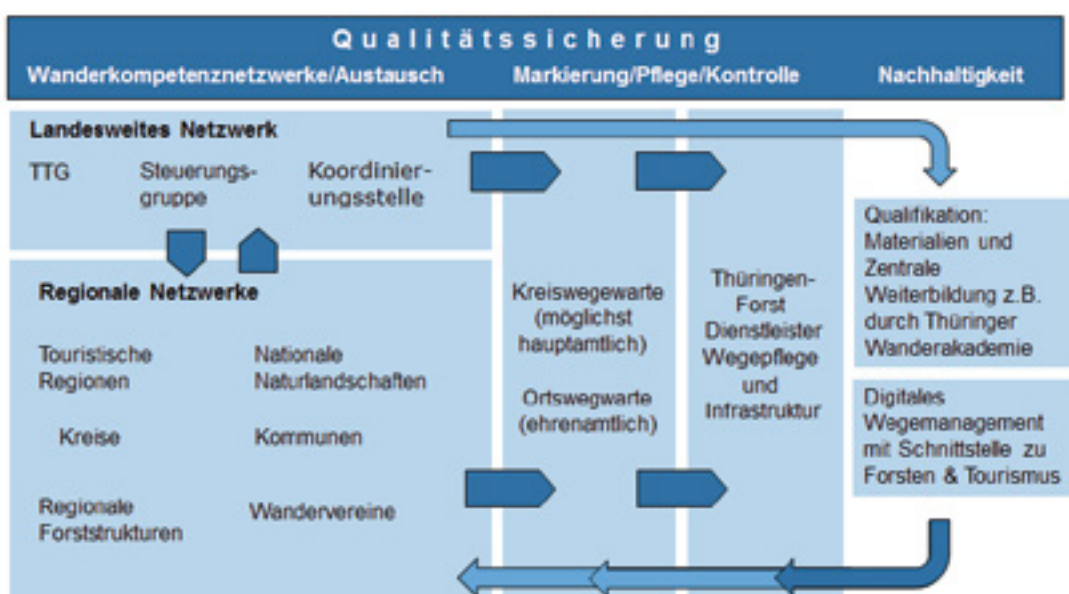 Qualitätssicherung
Wanderkompetenznetzwerke/Austausch
Markierung/Pflege/Kontrolle
Nachhaltigkeit
Landesweites Netzwerk
TTG
Steuerungs-
gruppe
Koordinier-
ungsstelle
Regionale Netzwerke
Touristische
Regionen
Nationale
Naturlandschaften
Kreise
Kommunen
Regionale
Forststrukturen
Wandervereine
Kreiswegewarte
(möglichst
hauptamtlich)
Ortswegwarte
(ehrenamtlich)
Thüringen-
Forst
Dienstleister
Wegepflege
und
Infrastruktur
Qualifikation:
Materialien und
Zentrale
Weiterbildung z.B.
durch Thüringer
Wanderakademie
Digitales
Wegemanagement
mit Schnittstelle zu
Forsten & Tourismus